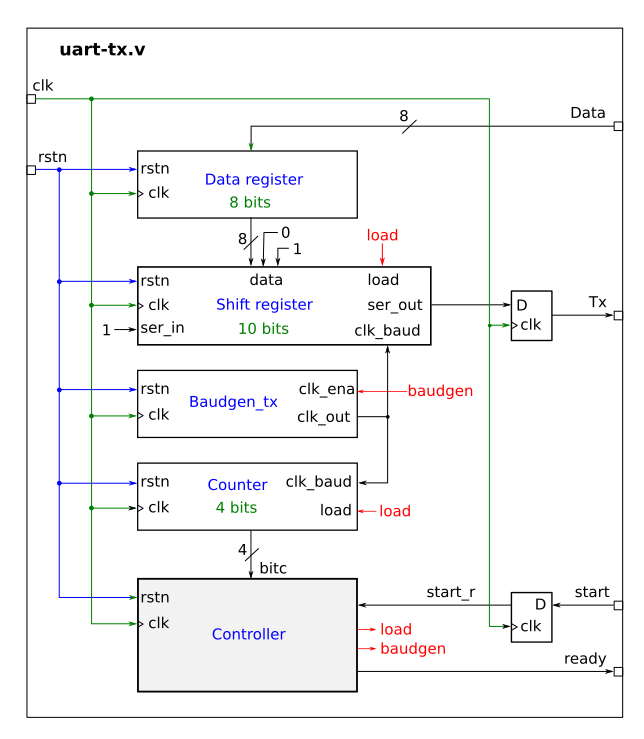 uart-tx.v
clk
rstn
8
Data
rstn
clk
Data register
8 bits
8
0
1
load
rstn
data
load
clk
Shift register
ser_out
1
ser_in
10 bits
clk_baud
D
clk
Tx
rstn
clk_ena
baudgen
Baudgen_tx
clk
clk_out
rstn
Counter
clk_baud
clk
4 bits
load
load
4
bitc
rstn
clk
Controller
start_r
load
baudgen
D
clk
start
ready